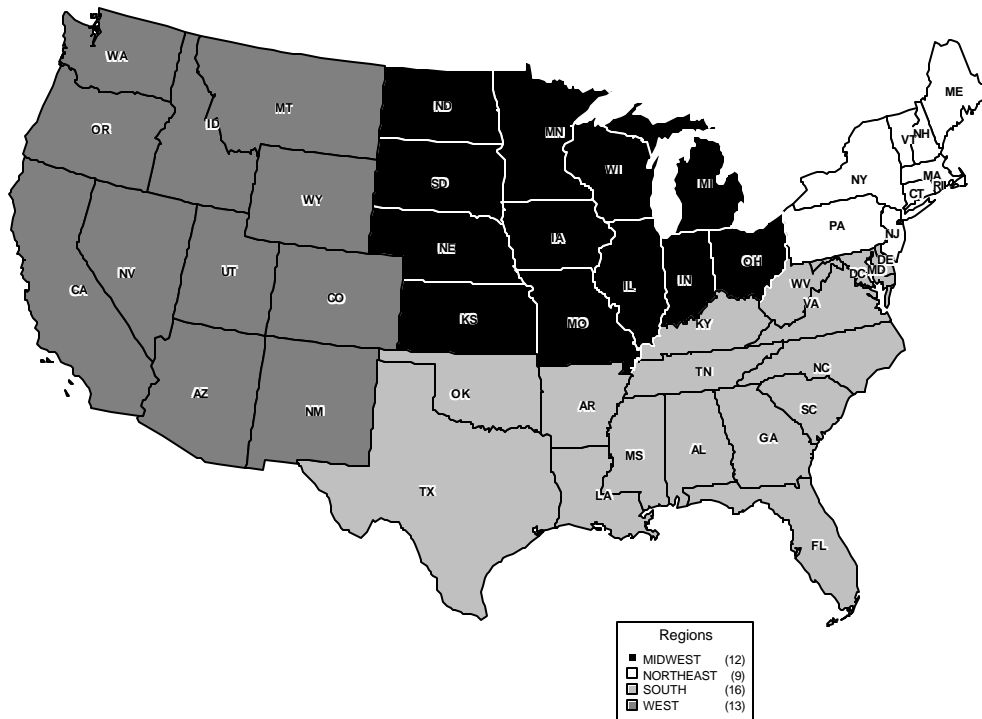 WA
MT
ND
MN
ME
OR
ID
VT
NH
SD
WI
MI
NY
MA
CT
RI
WY
NE
IA
PA
NJ
NV
UT
CO
KS
MO
IL
IN
OH
WV
VA
DC
MD
DE
CA
KY
AZ
NM
OK
AR
TN
NC
SC
MS
AL
GA
TX
LA
FL
Regions
MIDWEST (12)
NORTHEAST (9)
SOUTH (16)
WEST (13)